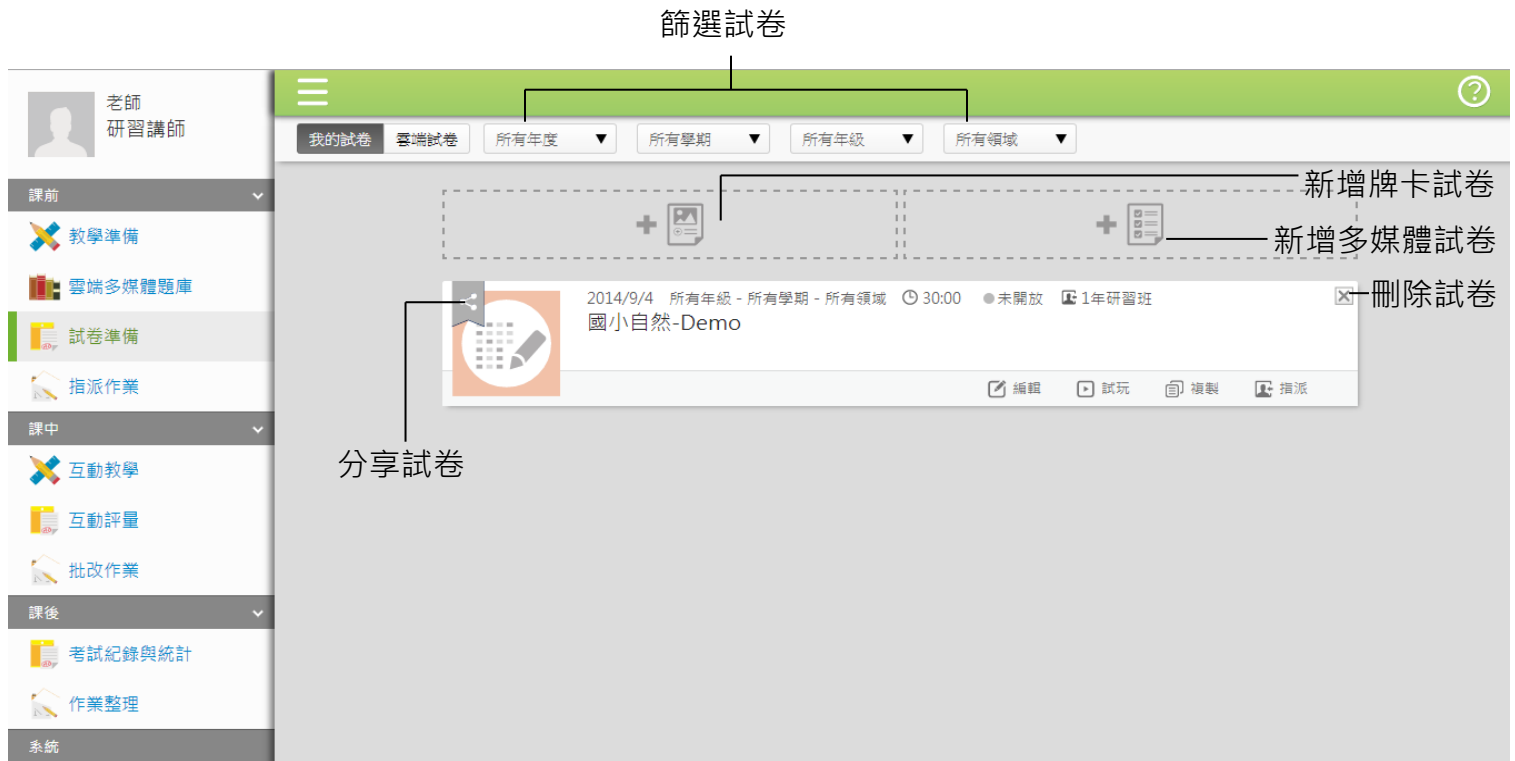 篩選試卷
老師
研習講師
我的試卷 雲端試卷 所有年度 ▼ 所有學期 ▼ 所有年級 ▼ 所有領域 ▼
課前
教學準備
雲端多媒體題庫
試卷準備
指派作業
課中
互動教學
互動評量
批改作業
課後
考試紀錄與統計
作業整理
系統
新增牌卡試卷
新增多媒體試卷
刪除試卷
2014/9/4 所有年級 - 所有學期 - 所有領域 30:00 未開放 1年研習班
國小自然-Demo
編輯 試玩 複製 指派
分享試卷